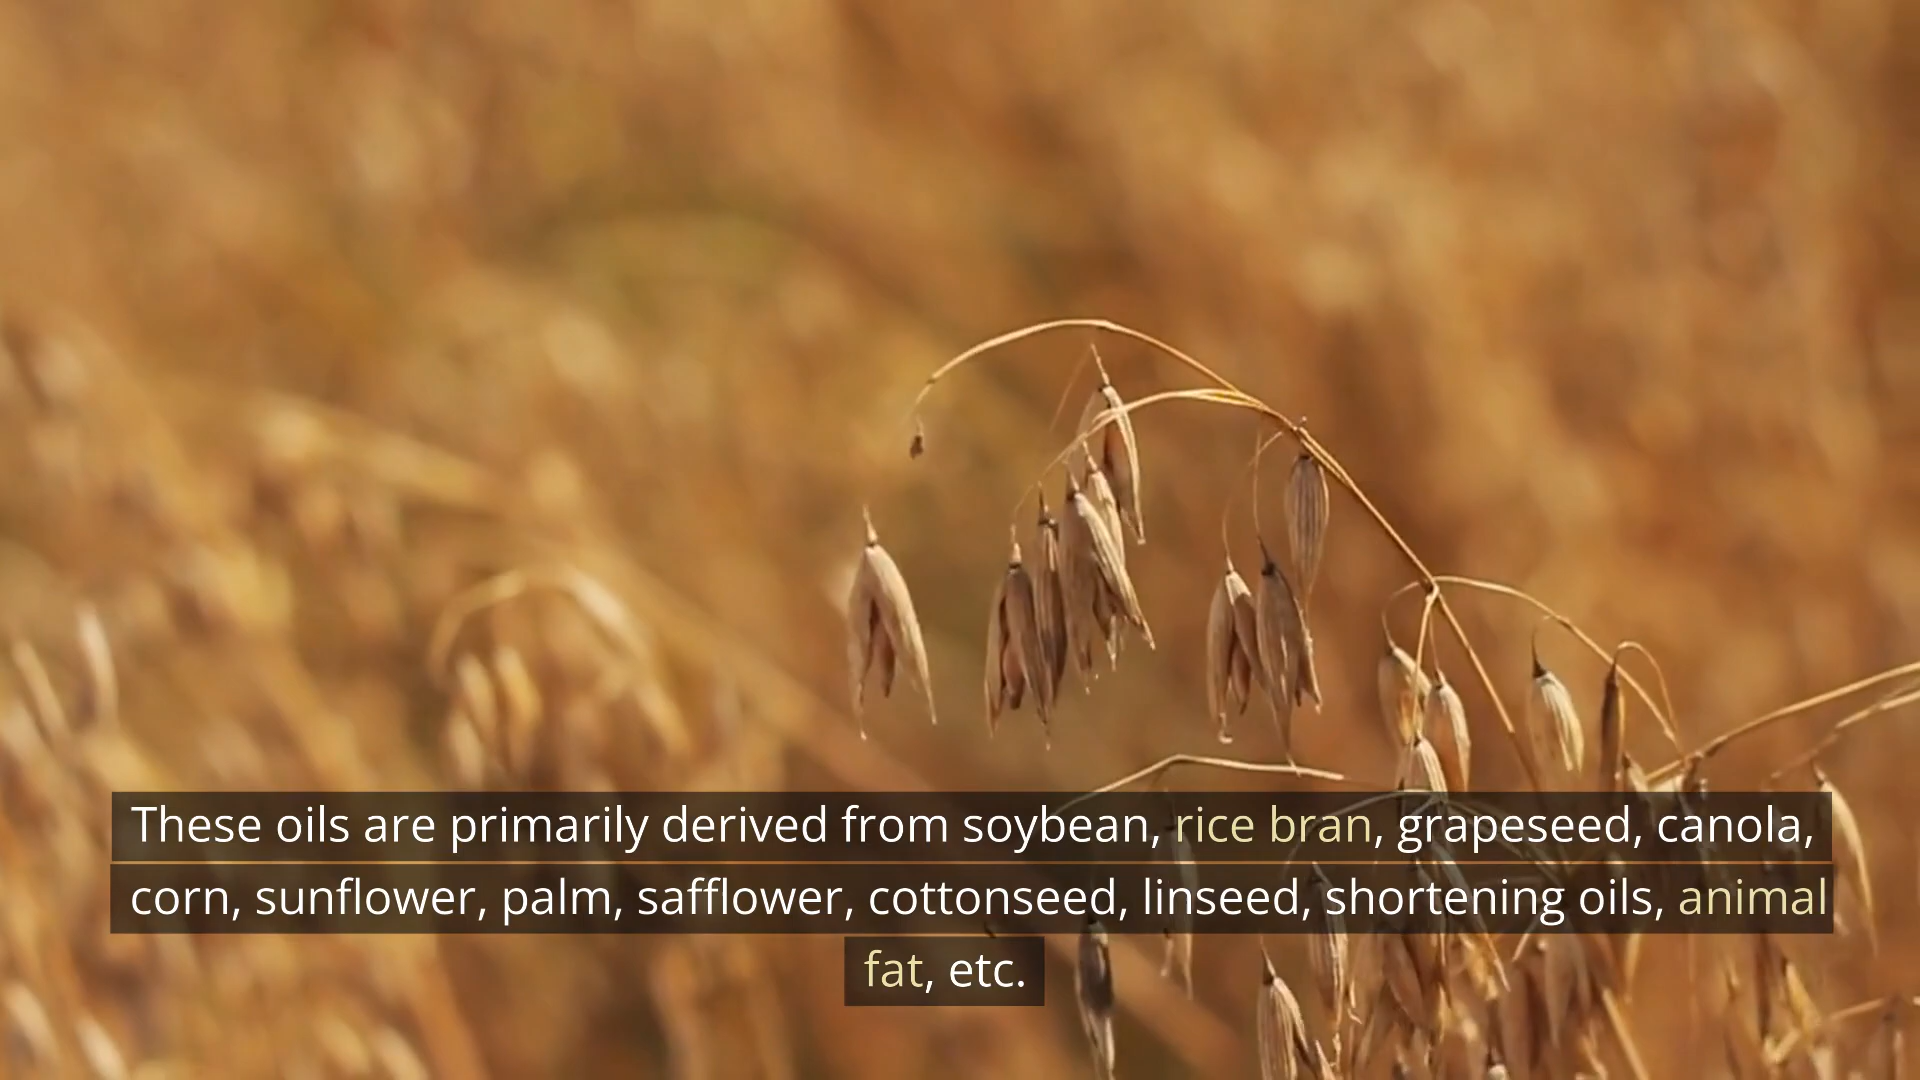 These oils are primarily derived from soybean, rice bran, grapeseed, canola,
corn, sunflower, palm, safflower, cottonseed, linseed, shortening oils, animal
fat, etc.